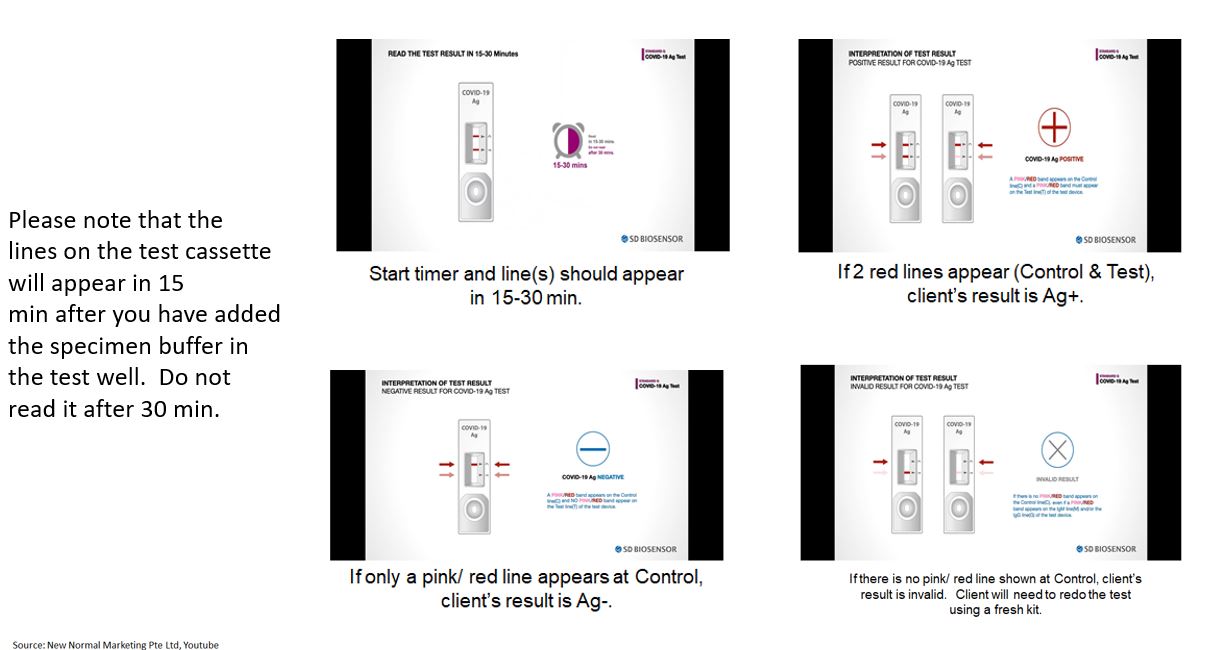 Please note that the
lines on the test cassette
will appear in 15
min after you have added
the specimen buffer in
the test well.  Do not
read it after 30 min.
READ THE TEST RESULT IN 15-30 Minutes
STANDARD Q
COVID-19 Ag Test
COVID-19
Ag
Read
in 15-30 mins
Do not read
after 30 mins.
15-30 mins
SD BIOSENSOR
Start timer and line(s) should appear
in 15-30 min.
INTERPRETATION OF TEST RESULT
POSITIVE RESULT FOR COVID-19 Ag TEST
STANDARD Q
COVID-19 Ag Test
COVID-19
Ag
COVID-19
Ag
COVID-19 Ag POSITIVE
A PINK/RED band appears on the Control
line(C) and a PINK/RED band must appear
on the Test line(T) of the test device.
SD BIOSENSOR
If 2 red lines appear (Control & Test),
client's result is Ag+.
INTERPRETATION OF TEST RESULT
NEGATIVE RESULT FOR COVID-19 Ag TEST
STANDARD Q
COVID-19 Ag Test
COVID-19
Ag
COVID-19 Ag NEGATIVE
A PINK/RED band appears on the Control
line(C) and NO PINK/RED band appear on
the Test line(T) of the test device.
SD BIOSENSOR
If only a pink/ red line appears at Control,
client's result is Ag-.
INTERPRETATION OF TEST RESULT
INVALID RESULT FOR COVID-19 Ag TEST
STANDARD Q
COVID-19 Ag Test
COVID-19
Ag
COVID-19
Ag
INVALID RESULT
If there is no PINK/RED band appears on
the Control line(C), even if a PINK/RED
band appears on the IgM line(M) and/or the
IgG line(G) of the test device.
SD BIOSENSOR
If there is no pink/ red line shown at Control, client's
result is invalid.  Client will need to redo the test
using a fresh kit.
Source: New Normal Marketing Pte Ltd, Youtube